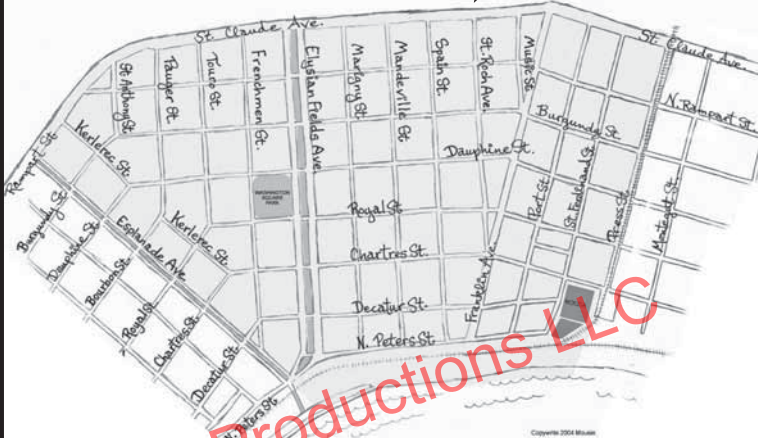 St. Claude Ave.
St. Claude Ave.
St Anthony St.
Pauger St.
Touro St.
Frenchmen St.
Elysian Fields Ave
Marigny St.
Mandeville St.
Spain St.
St. Roch Ave.
Music St.
N. Rampart St.
Burgundy St.
Kerlerec St.
Dauphine St.
Rampart St.
WASHINGTON
SQUARE
PARK
Port St.
St. Ferdinand St.
Press St.
Montegut St.
Royal St
Burgundy St.
Dauphine St.
Esplanade Ave.
Kerlerec St.
Chartres St.
Bourbon St.
Royal St
Franklin Ave.
Decatur St.
Chartres St.
N. Peters St.
Decatur St.
N. Peters St.
Productions LLC
Copywrite 2004 Mouse